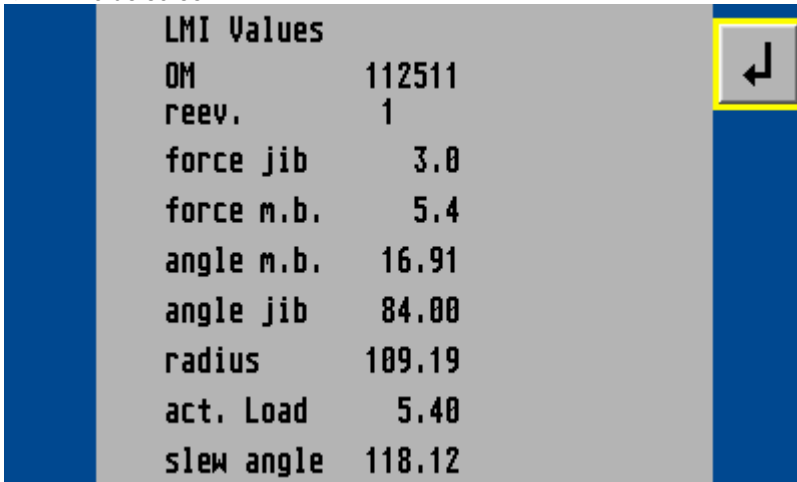 LMI Values
OM 112511
reev. 1
force jib 3.0
force m.b. 5.4
angle m.b. 16.91
angle jib 84.00
radius 109.19
act. Load 5.40
slew angle 118.12